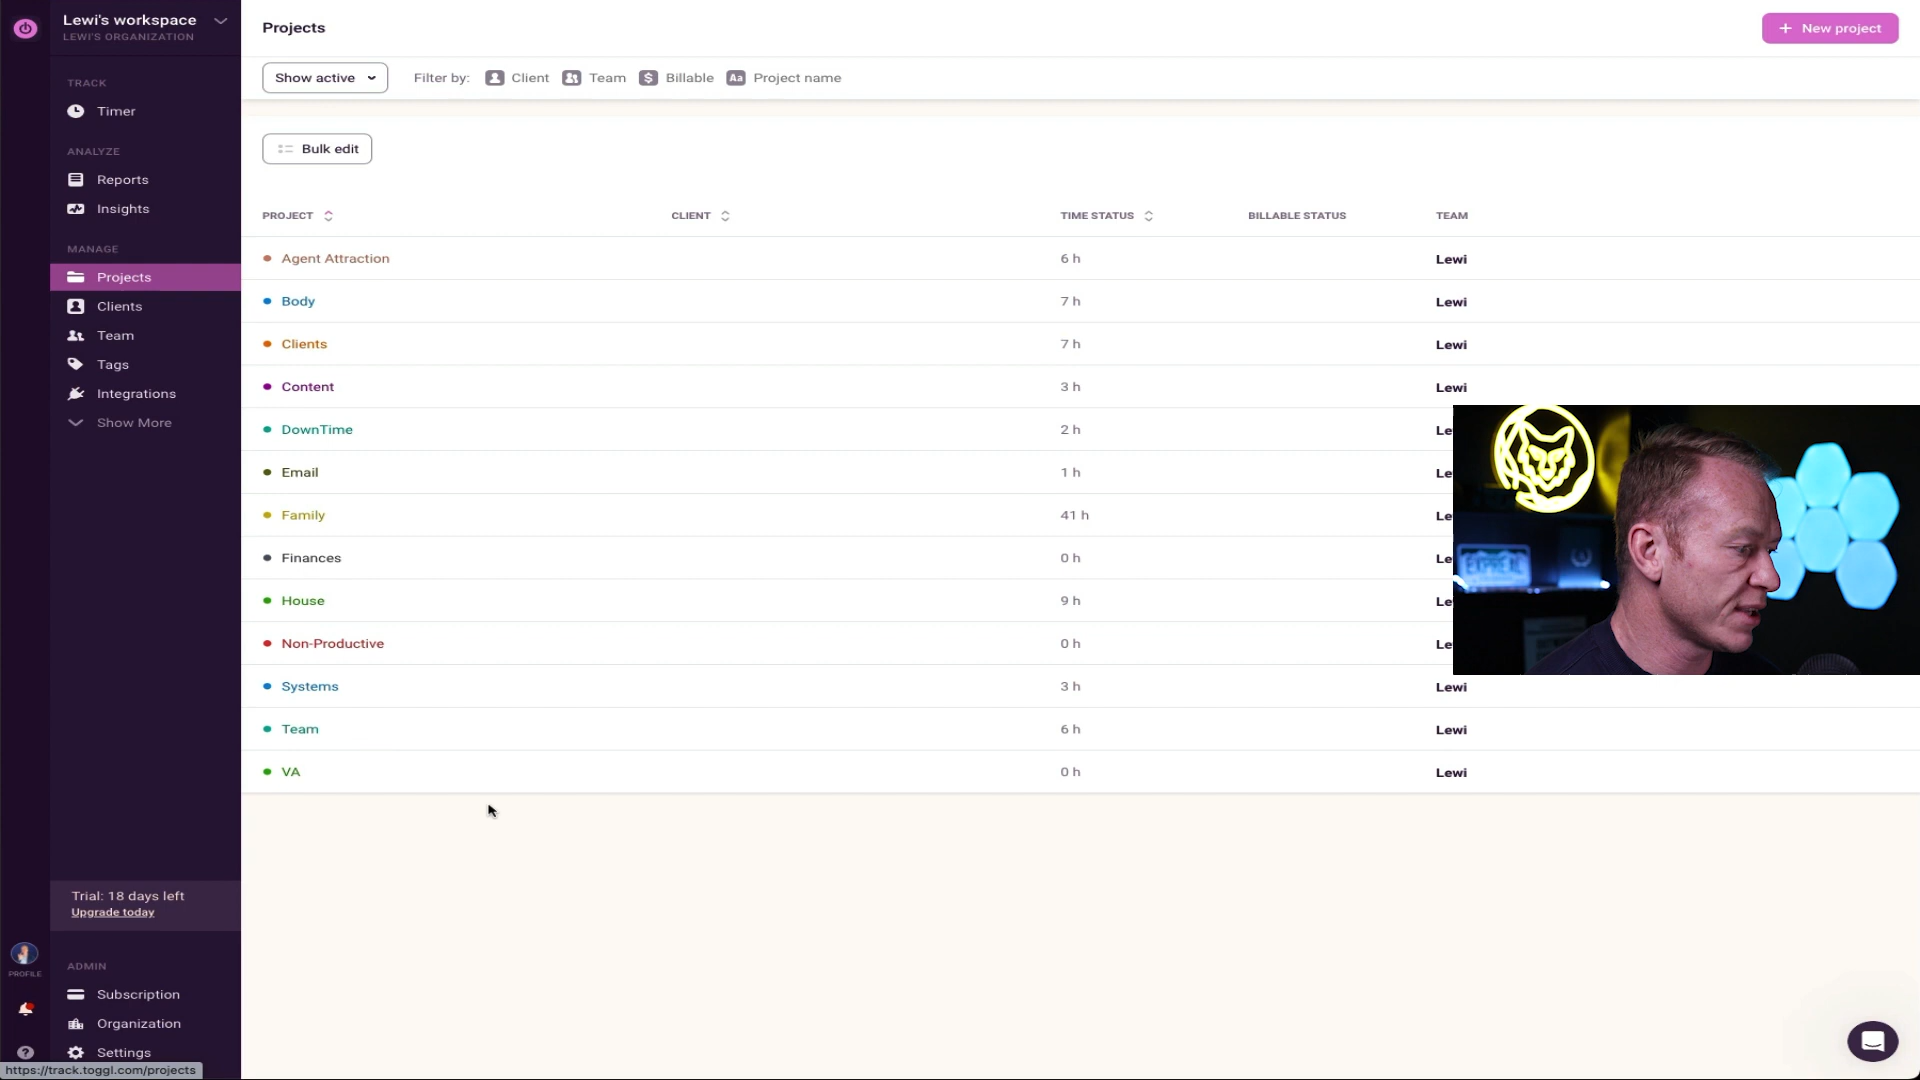 Lewi's workspace
LEWI'S ORGANIZATION
TRACK
Timer
ANALYZE
Reports
Insights
MANAGE
Projects
Clients
Team
Tags
Integrations
Show More
Trial: 18 days left
Upgrade today
PROFILE
ADMIN
Subscription
Organization
Settings
https://track.toggl.com/projects
Projects
+ New project
Show active
Filter by: Client Team $ Billable Aa Project name
Bulk edit
PROJECT CLIENT TIME STATUS BILLABLE STATUS TEAM
Agent Attraction 6 h Lewi
Body 7 h Lewi
Clients 7 h Lewi
Content 3 h Lewi
DownTime 2 h Le
Email 1 h Le
Family 41 h Le
Finances 0 h Le
House 9 h Le
Non-Productive 0 h Le
Systems 3 h Lewi
Team 6 h Lewi
VA 0 h Lewi